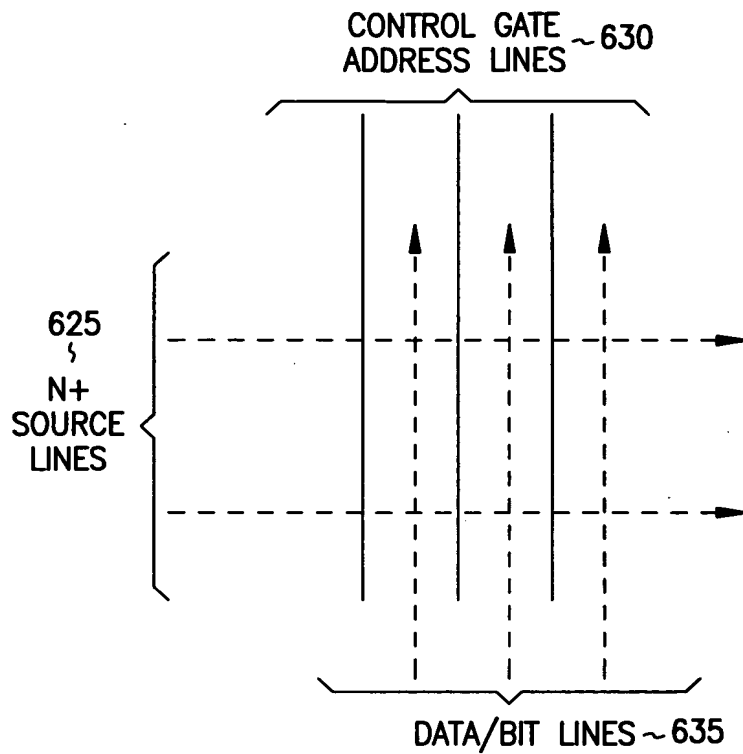 CONTROL GATE
ADDRESS LINES ~630
625
N+
SOURCE
LINES
DATA/BIT LINES ~635